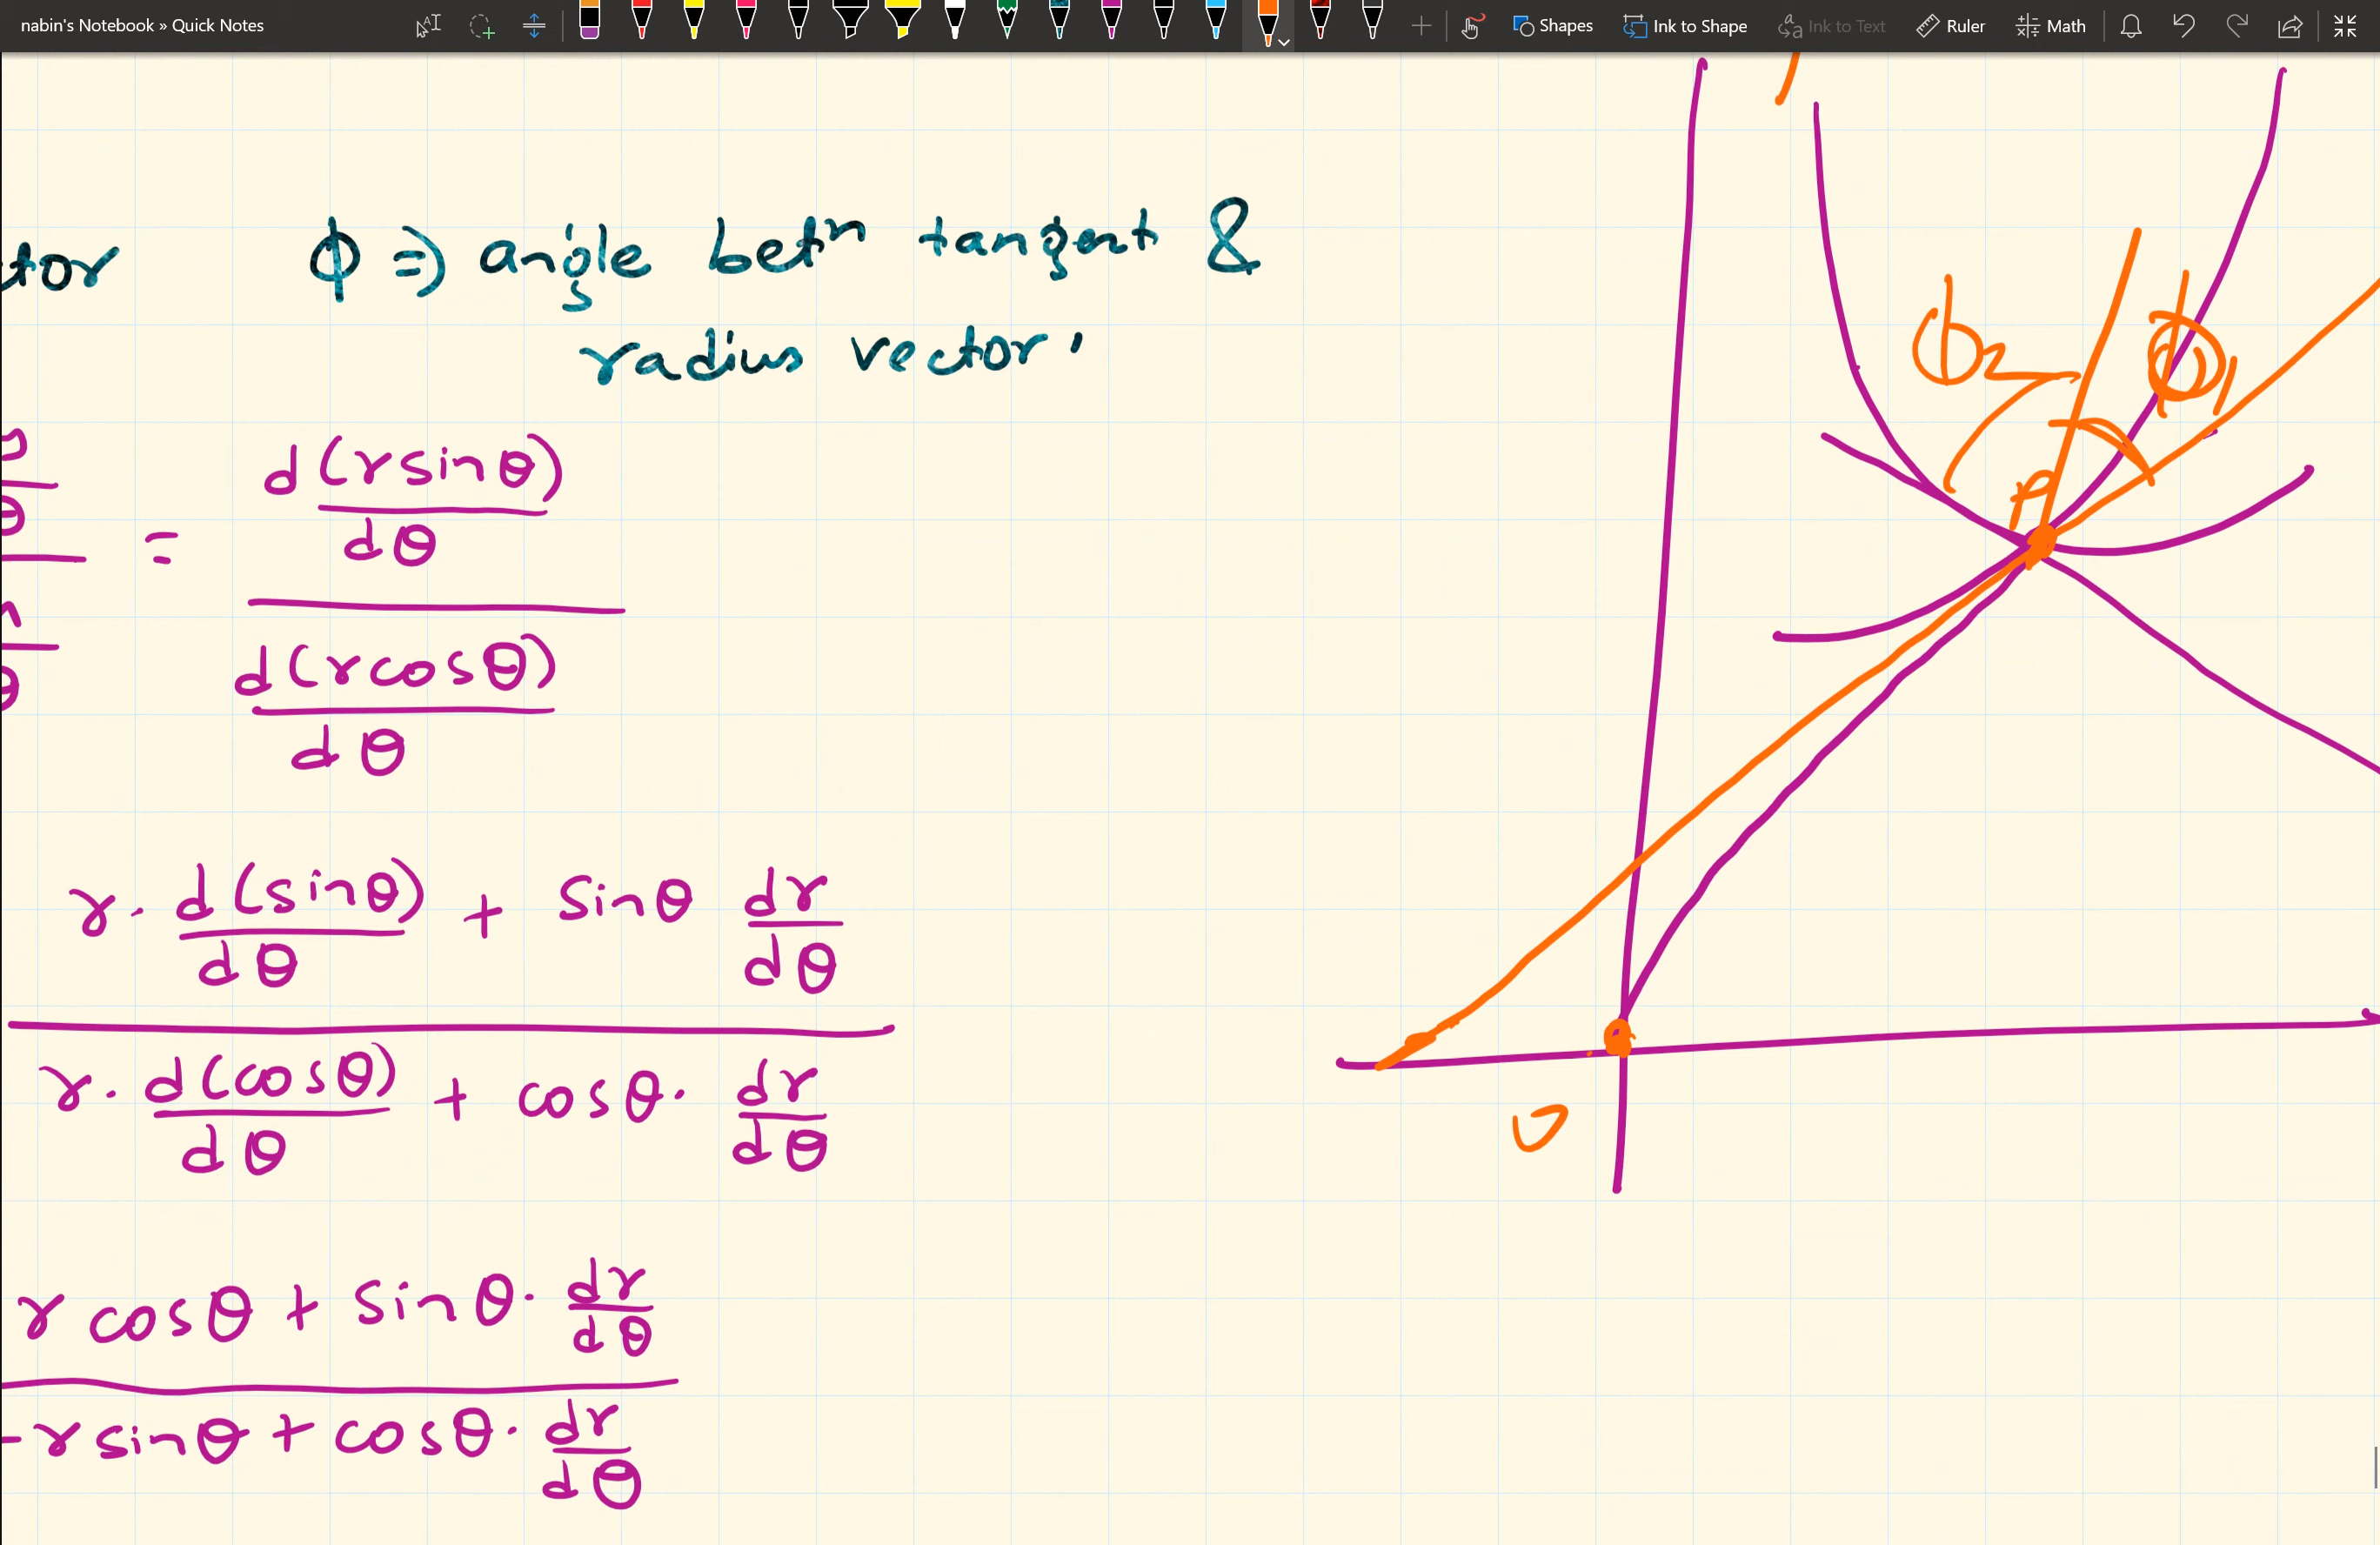 nabin's Notebook » Quick Notes
Shapes
Ink to Shape
Ink to Text
Ruler
Math
tor ϕ ⇒ angle betⁿ tangent &
radius vector
= d(r sinθ)/dθ
d(r cosθ)/dθ
r · d(sinθ)/dθ + sinθ dr/dθ
r · d(cosθ)/dθ + cosθ · dr/dθ
r cosθ + sinθ · dr/dθ
- r sinθ + cosθ · dr/dθ
ϕ₂
ϕ₁
P